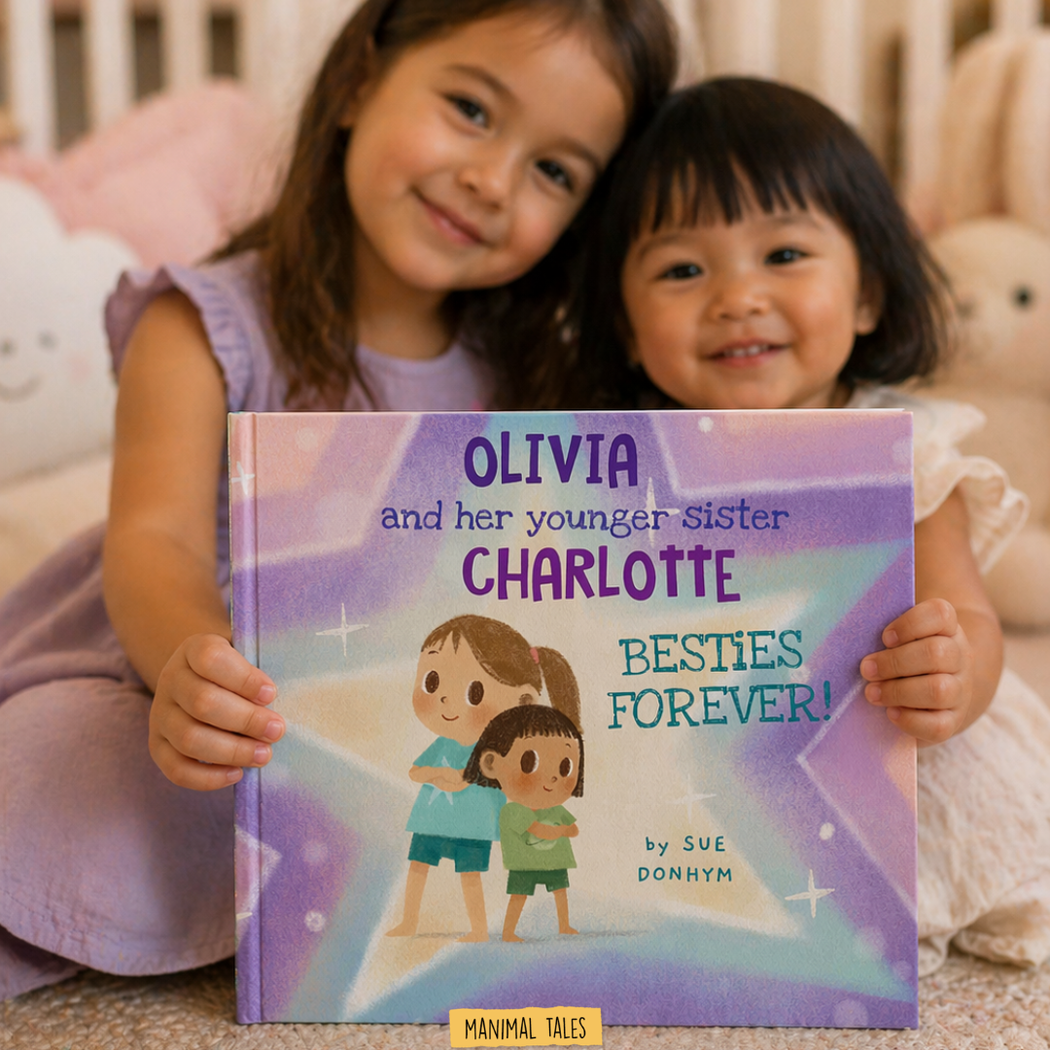 OLIVIA
and her younger sister
CHARLOTTE
BESTiES
FOREVER!
by SUE
DONHYM
MANIMAL TALES